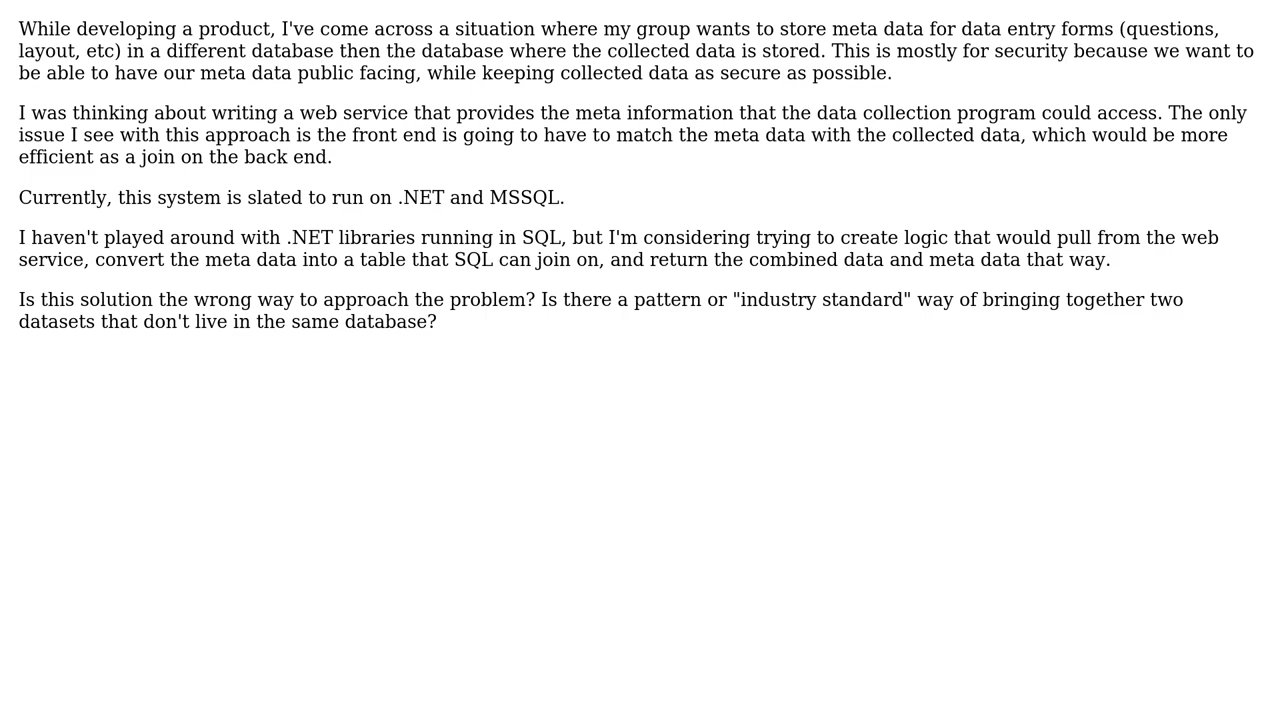 While developing a product, I've come across a situation where my group wants to store meta data for data entry forms (questions,
layout, etc) in a different database then the database where the collected data is stored. This is mostly for security because we want to
be able to have our meta data public facing, while keeping collected data as secure as possible.
I was thinking about writing a web service that provides the meta information that the data collection program could access. The only
issue I see with this approach is the front end is going to have to match the meta data with the collected data, which would be more
efficient as a join on the back end.
Currently, this system is slated to run on .NET and MSSQL.
I haven't played around with .NET libraries running in SQL, but I'm considering trying to create logic that would pull from the web
service, convert the meta data into a table that SQL can join on, and return the combined data and meta data that way.
Is this solution the wrong way to approach the problem? Is there a pattern or "industry standard" way of bringing together two
datasets that don't live in the same database?